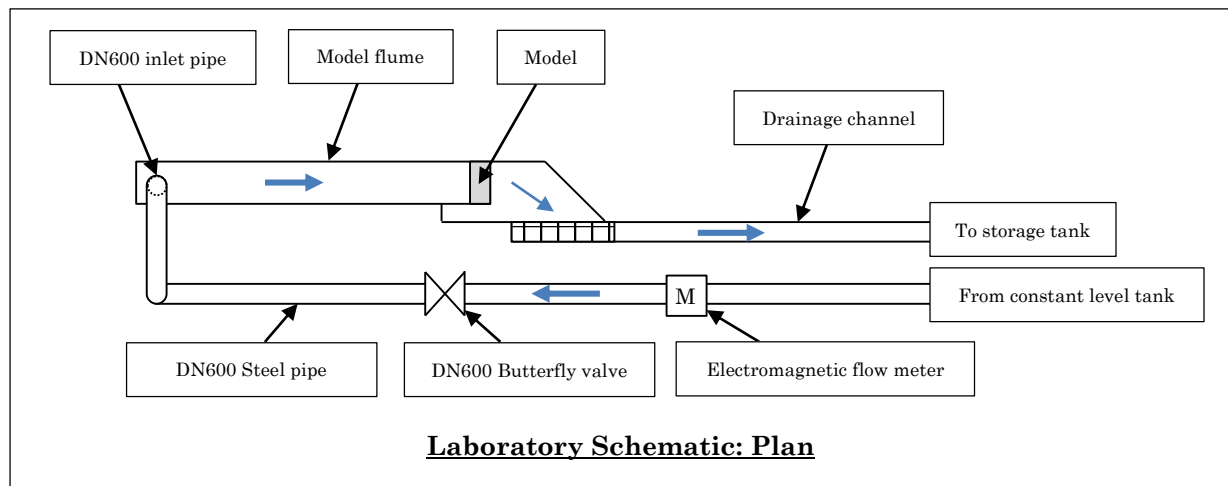 DN600 inlet pipe
Model flume
Model
Drainage channel
To storage tank
From constant level tank
M
DN600 Steel pipe
DN600 Butterfly valve
Electromagnetic flow meter
Laboratory Schematic: Plan